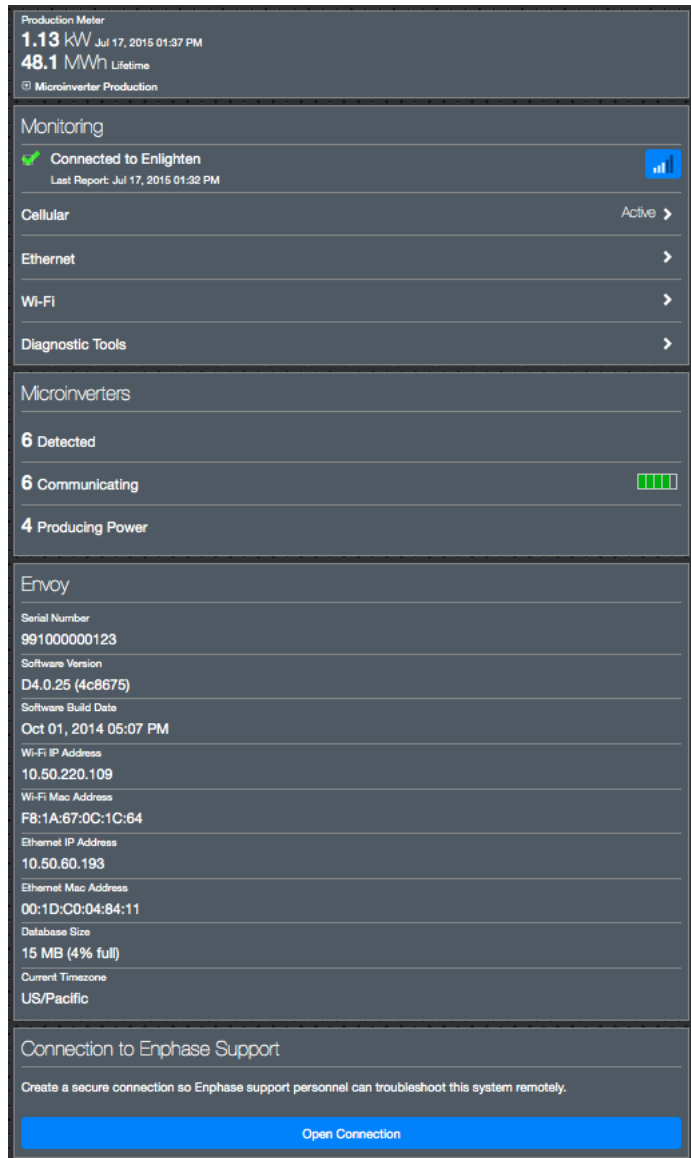 Production Meter
1.13 kW Jul 17, 2015 01:37 PM
48.1 MWh Lifetime
Microinverter Production
Monitoring
Connected to Enlighten
Last Report: Jul 17, 2015 01:32 PM
Cellular Active
Ethernet
Wi-Fi
Diagnostic Tools
Microinverters
6 Detected
6 Communicating
4 Producing Power
Envoy
Serial Number
991000000123
Software Version
D4.0.25 (4c8675)
Software Build Date
Oct 01, 2014 05:07 PM
Wi-Fi IP Address
10.50.220.109
Wi-Fi Mac Address
F8:1A:67:0C:1C:64
Ethernet IP Address
10.50.60.193
Ethernet Mac Address
00:1D:C0:04:84:11
Database Size
15 MB (4% full)
Current Timezone
US/Pacific
Connection to Enphase Support
Create a secure connection so Enphase support personnel can troubleshoot this system remotely.
Open Connection